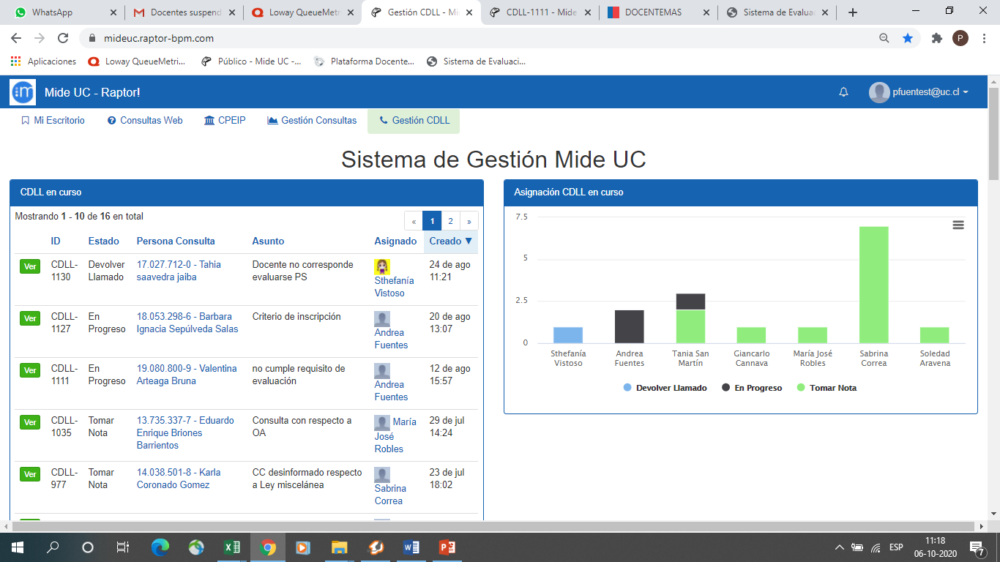 WhatsApp
Docentes suspend
Loway QueueMetr
Gestión CDLL - Mi
CDLL-1111 - Mide
DOCENTEMAS
Sistema de Evalua
mideuc.raptor-bpm.com
P
Aplicaciones
Loway QueueMetri...
Público - Mide UC -...
Plataforma Docente...
Sistema de Evaluaci...
:m
Mide UC - Raptor!
pfuentest@uc.cl
Mi Escritorio
Consultas Web
CPEIP
Gestión Consultas
Gestión CDLL
Sistema de Gestión Mide UC
CDLL en curso
Mostrando 1 - 10 de 16 en total
« 1 2 »
ID Estado Persona Consulta Asunto Asignado Creado ▼
Ver
CDLL-
1130
Devolver
Llamado
17.027.712-0 - Tahia
saavedra jaiba
Docente no corresponde
evaluarse PS
Sthefanía
Vistoso
24 de ago
11:21
Ver
CDLL-
1127
En
Progreso
18.053.298-6 - Barbara
Ignacia Sepúlveda Salas
Criterio de inscripción
Andrea
Fuentes
20 de ago
13:07
Ver
CDLL-
1111
En
Progreso
19.080.800-9 - Valentina
Arteaga Bruna
no cumple requisito de
evaluación
Andrea
Fuentes
12 de ago
15:57
Ver
CDLL-
1035
Tomar
Nota
13.735.337-7 - Eduardo
Enrique Briones
Barrientos
Consulta con respecto a
OA
María
José
Robles
29 de jul
14:24
Ver
CDLL-
977
Tomar
Nota
14.038.501-8 - Karla
Coronado Gomez
CC desinformado respecto
a Ley miscelánea
Sabrina
Correa
23 de jul
18:02
Asignación CDLL en curso
7.5
5
2.5
0
Sthefanía
Vistoso
Andrea
Fuentes
Tania San
Martín
Giancarlo
Cannava
María José
Robles
Sabrina
Correa
Soledad
Aravena
Devolver Llamado
En Progreso
Tomar Nota
ESP
11:18
06-10-2020
7